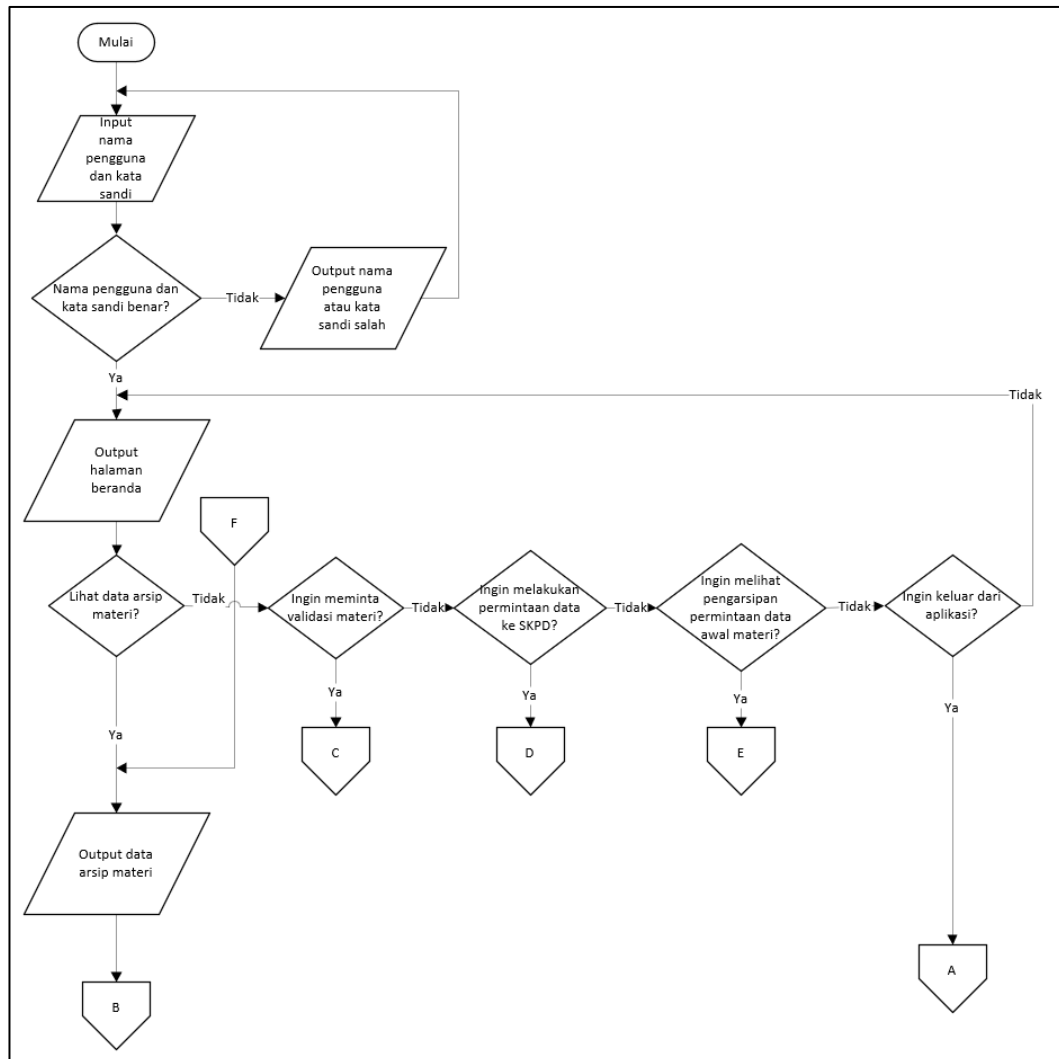 Mulai
Input
nama
pengguna
dan kata
sandi
Nama pengguna dan
kata sandi benar?
Tidak
Output nama
pengguna
atau kata
sandi salah
Ya
Tidak
Output
halaman
beranda
F
Lihat data arsip
materi?
Tidak
Ingin meminta
validasi materi?
Tidak
Ingin melakukan
permintaan data
ke SKPD?
Tidak
Ingin melihat
pengarsipan
permintaan data
awal materi?
Tidak
Ingin keluar dari
aplikasi?
Ya
Ya
Ya
Ya
Ya
C
D
E
Output data
arsip materi
A
B